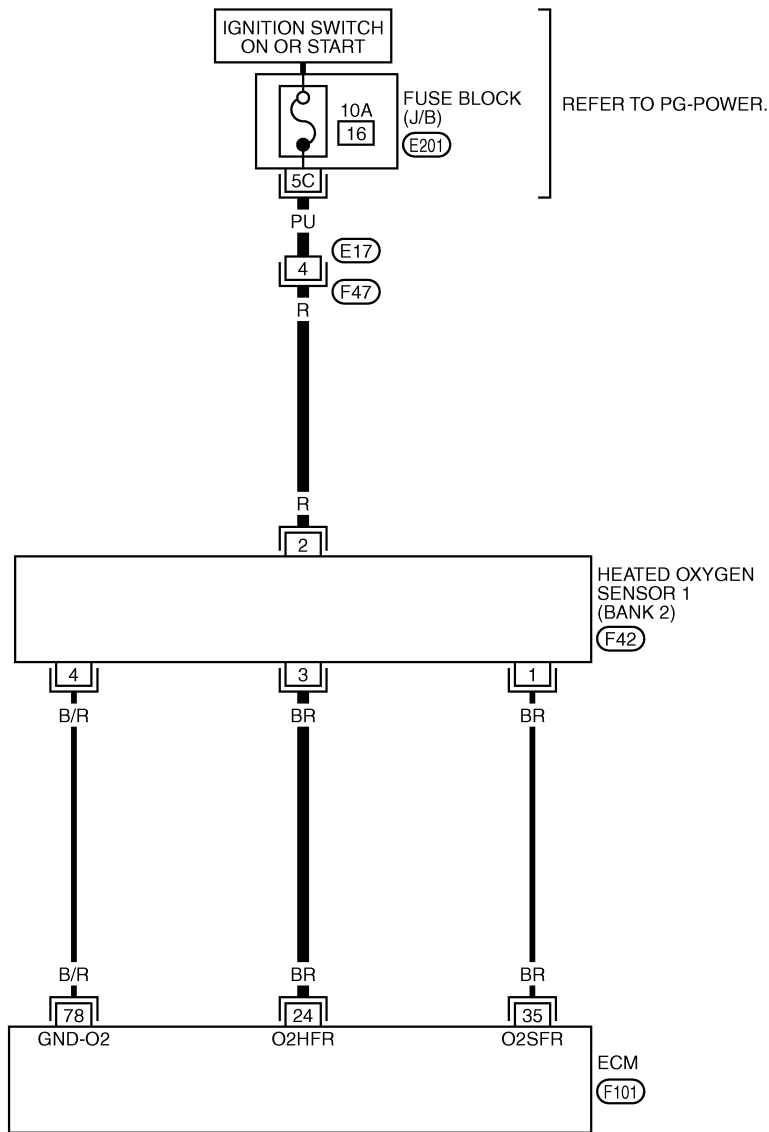 IGNITION SWITCH
ON OR START
10A
16
FUSE BLOCK
(J/B)
E201
REFER TO PG-POWER.
5C
PU
4
E17
F47
R
R
2
HEATED OXYGEN
SENSOR 1
(BANK 2)
F42
4
3
1
B/R
BR
BR
B/R
BR
BR
78
24
35
GND-O2
O2HFR
O2SFR
ECM
F101